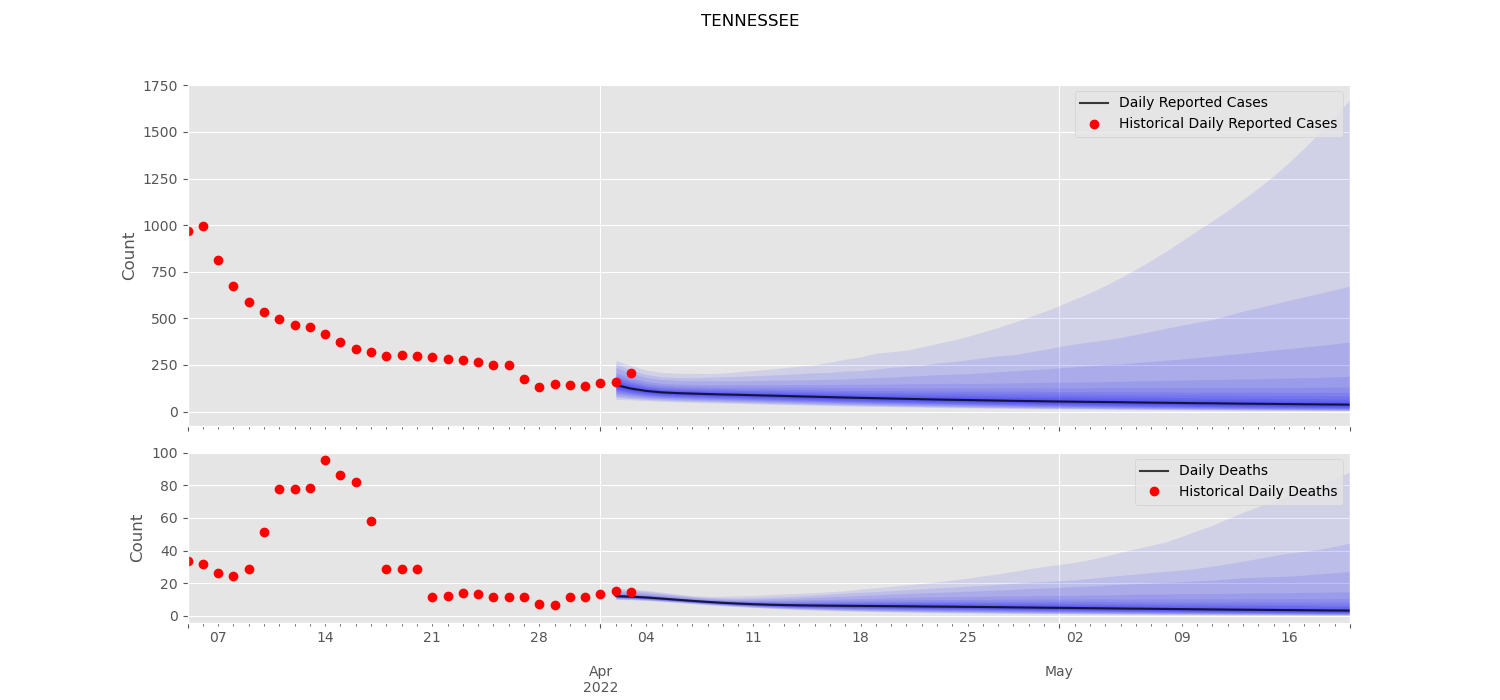 TENNESSEE
1750
1500
1250
1000
750
500
250
0
Count
Daily Reported Cases
Historical Daily Reported Cases
100
80
60
40
20
0
Count
Daily Deaths
Historical Daily Deaths
07 14 21 28 04 11 18 25 02 09 16
Apr May
2022